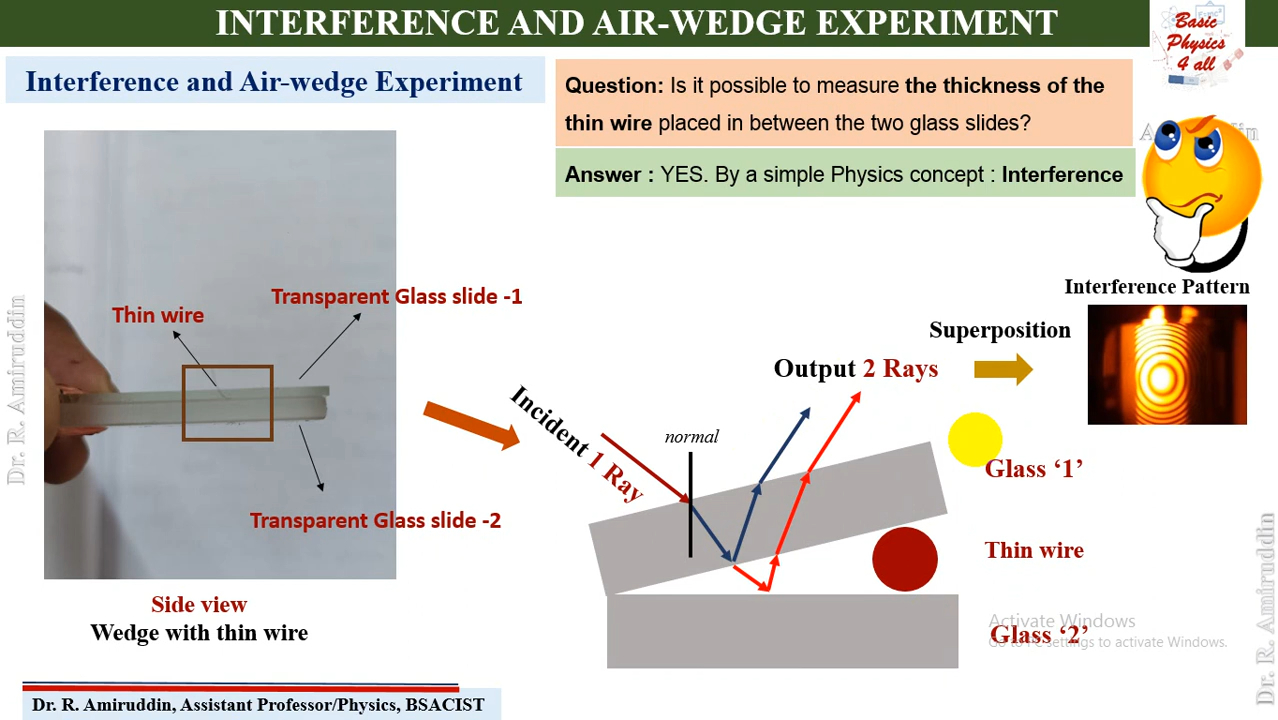 INTERFERENCE AND AIR-WEDGE EXPERIMENT
Basic
Physics
4 all
Interference and Air-wedge Experiment
Question: Is it possible to measure the thickness of the
thin wire placed in between the two glass slides?
Answer : YES. By a simple Physics concept : Interference
Thin wire
Transparent Glass slide -1
Transparent Glass slide -2
Side view
Wedge with thin wire
Incident 1 Ray
normal
Output 2 Rays
Superposition
Interference Pattern
Glass ‘1’
Thin wire
Glass ‘2’
Activate Windows
Go to PC settings to activate Windows.
Dr. R. Amiruddin
Dr. R. Amiruddin
Dr. R. Amiruddin, Assistant Professor/Physics, BSACIST